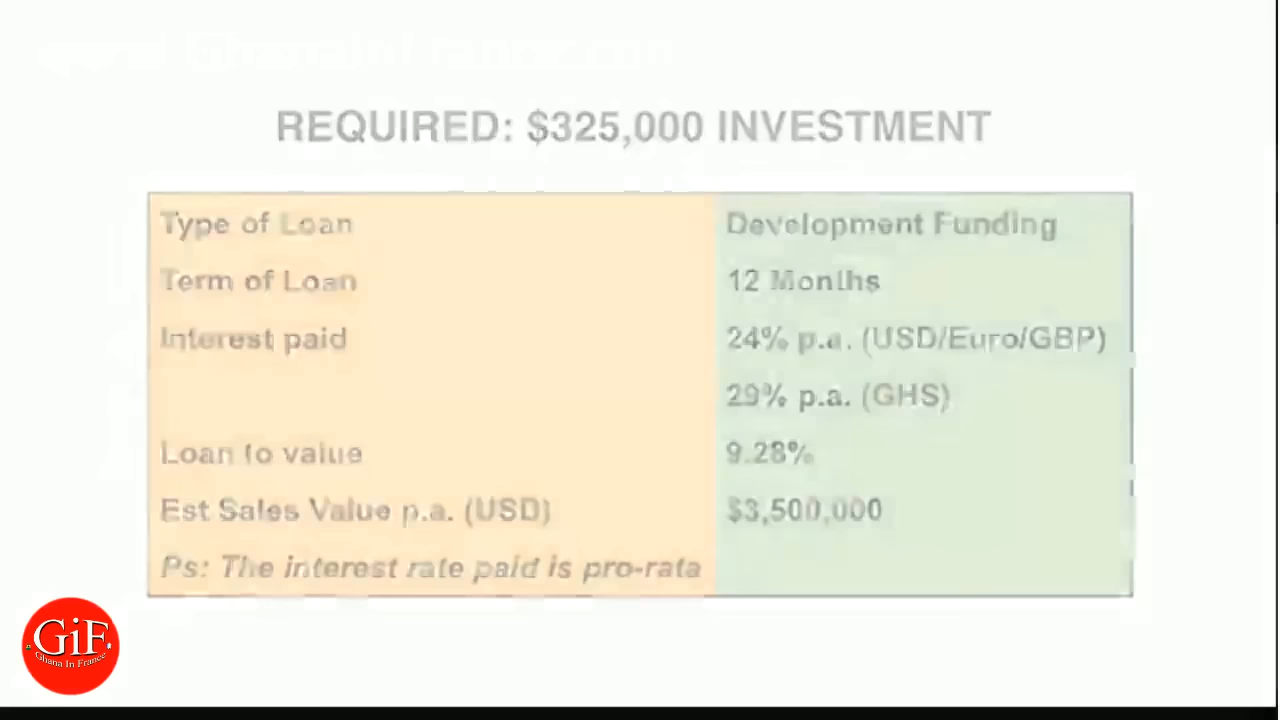 REQUIRED: $325,000 INVESTMENT
Type of Loan Development Funding
Term of Loan 12 Months
Interest paid 24% p.a. (USD/Euro/GBP)
29% p.a. (GHS)
Loan to value 9.28%
Est Sales Value p.a. (USD) $3,500,000
Ps: The interest rate paid is pro-rata
GiF
Ghana In France